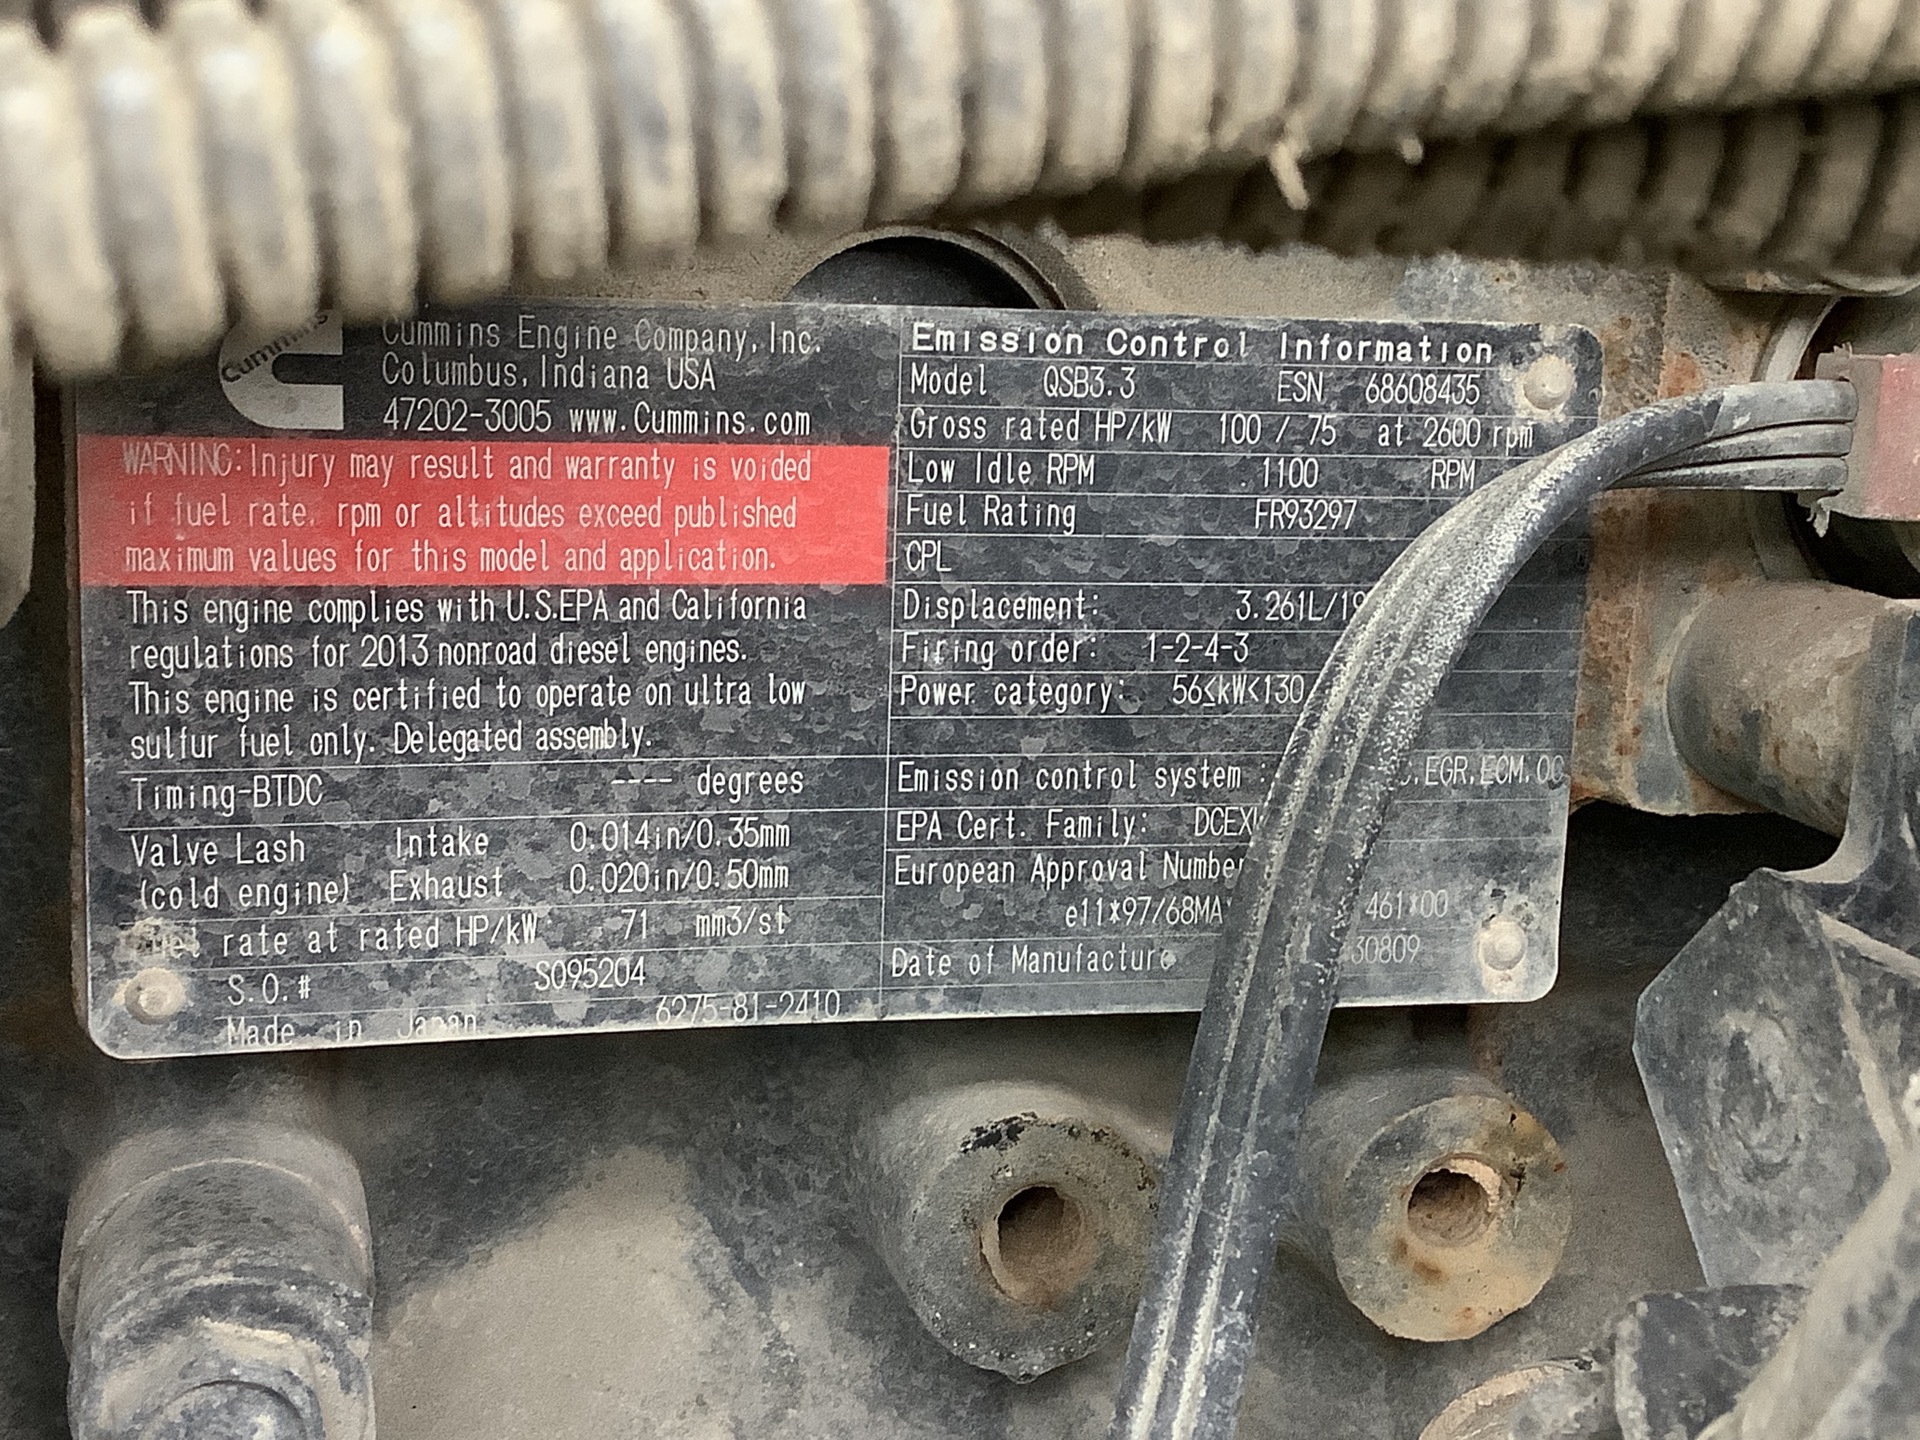 Cummins
Cummins Engine Company, Inc.
Columbus, Indiana USA
47202-3005 www.Cummins.com
WARNING: Injury may result and warranty is voided
if fuel rate, rpm or altitudes exceed published
maximum values for this model and application.
This engine complies with U.S.EPA and California
regulations for 2013 nonroad diesel engines.
This engine is certified to operate on ultra low
sulfur fuel only. Delegated assembly.
Timing-BTDC ---- degrees
Valve Lash Intake 0.014in/0.35mm
(cold engine) Exhaust 0.020in/0.50mm
Fuel rate at rated HP/kW 71 mm3/st
S.O.# S095204
Made in Japan 6275-81-2410
Emission Control Information
Model QSB3.3 ESN 68608435
Gross rated HP/kW 100 / 75 at 2600 rpm
Low Idle RPM 1100 RPM
Fuel Rating FR93297
CPL
Displacement: 3.261L/19
Firing order: 1-2-4-3
Power category: 56≤kW<130
Emission control system : EGR, ECM, OC
EPA Cert. Family: DCEX
European Approval Number
e11*97/68MA 461*00
Date of Manufacture 30809